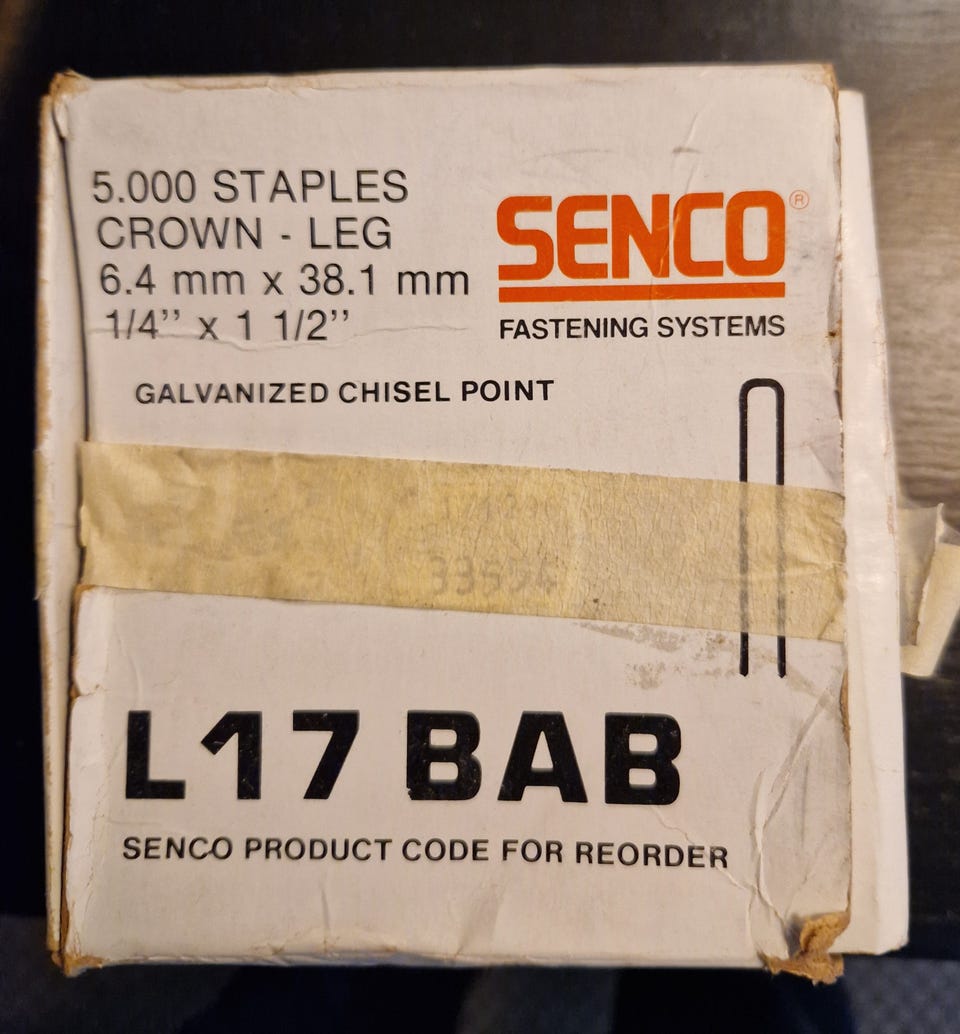 5.000 STAPLES
CROWN - LEG
6.4 mm x 38.1 mm
1/4'' x 1 1/2''
SENCO®
FASTENING SYSTEMS
GALVANIZED CHISEL POINT
L17 BAB
SENCO PRODUCT CODE FOR REORDER